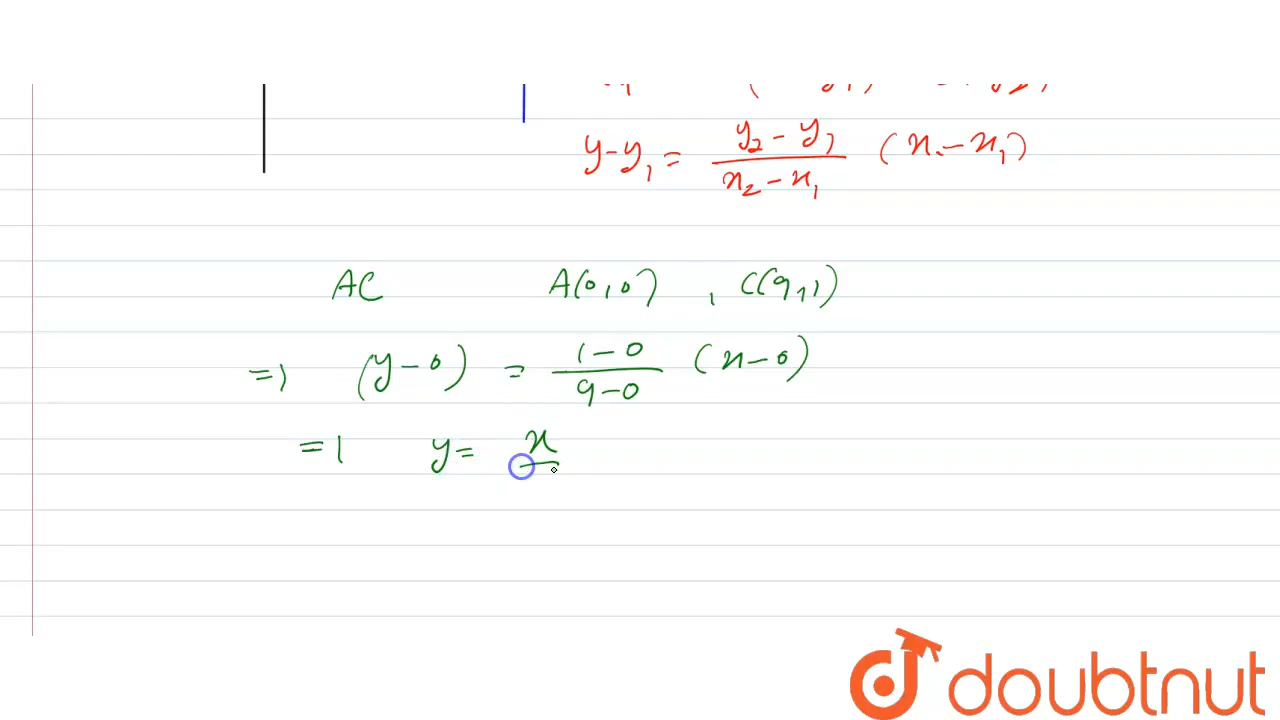 y-y₁ = (y₂-y₁)/(x₂-x₁) (x-x₁)
AC A(0,0) , C(9,1)
⇒ (y-0) = (1-0)/(9-0) (x-0)
⇒ y = x/
doubtnut